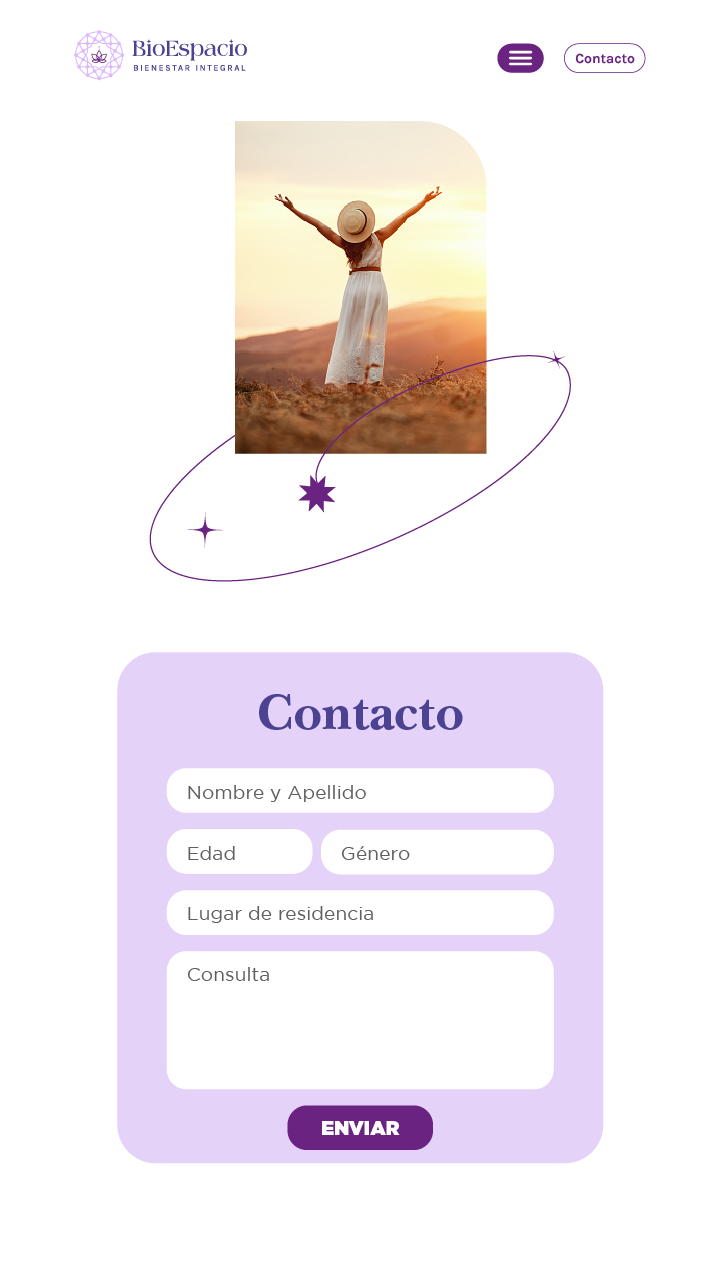 BioEspacio
BIENESTAR INTEGRAL
Contacto
Contacto
Nombre y Apellido
Edad
Género
Lugar de residencia
Consulta
ENVIAR